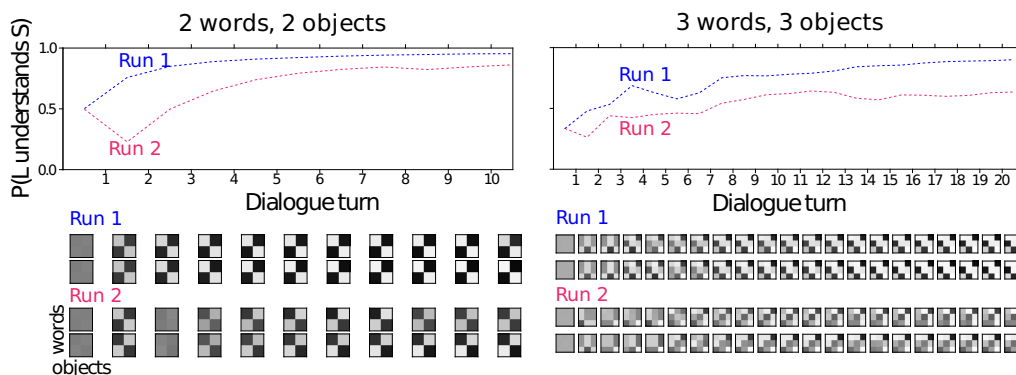 2 words, 2 objects
P(L understands S)
1.0
0.5
0.0
Run 1
Run 2
1 2 3 4 5 6 7 8 9 10
Dialogue turn
Run 1
Run 2
words
objects
3 words, 3 objects
Run 1
Run 2
1 2 3 4 5 6 7 8 9 10 11 12 13 14 15 16 17 18 19 20
Dialogue turn
Run 1
Run 2